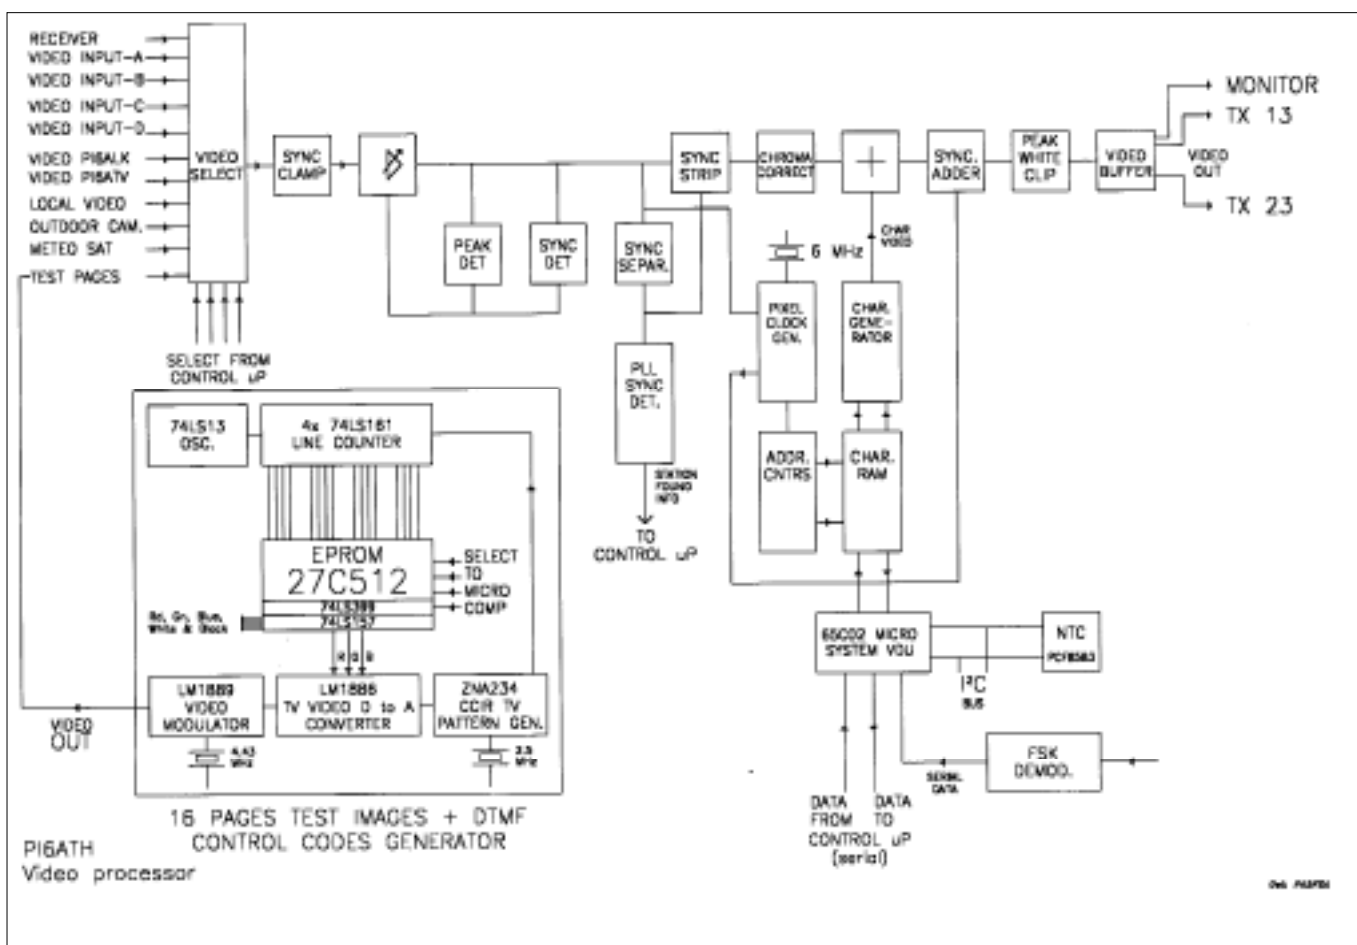 RECEIVER
VIDEO INPUT-A
VIDEO INPUT-B
VIDEO INPUT-C
VIDEO INPUT-D
VIDEO PI6ALK
VIDEO PI6ATV
LOCAL VIDEO
OUTDOOR CAM.
METEO SAT
TEST PAGES
VIDEO
SELECT
SELECT FROM
CONTROL uP
SYNC
CLAMP
PEAK
DET
SYNC
DET
SYNC
SEPAR.
PLL
SYNC
DET.
STATION
FOUND
INFO
TO
CONTROL uP
SYNC
STRIP
CHROMA
CORRECT
SYNC.
ADDER
PEAK
WHITE
CLIP
VIDEO
BUFFER
MONITOR
TX 13
VIDEO
OUT
TX 23
CHAR
VIDEO
6 MHz
PIXEL
CLOCK
GEN.
CHAR.
GENE-
RATOR
ADDR.
CNTRS
CHAR.
RAM
65C02 MICRO
SYSTEM VDU
NTC
PCF8583
I²C
BUS
FSK
DEMOD.
SERIAL
DATA
DATA
FROM
DATA
TO
CONTROL uP
(serial)
74LS13
OSC.
4x 74LS161
LINE COUNTER
EPROM
27C512
74LS399
74LS157
SELECT
TO
MICRO
COMP
Rd, Gn, Blue,
White & Black
R G B
LM1889
VIDEO
MODULATOR
LM1886
TV VIDEO D to A
CONVERTER
ZNA234
CCIR TV
PATTERN GEN.
4.43
MHz
2.5
MHz
VIDEO
OUT
16 PAGES TEST IMAGES + DTMF
CONTROL CODES GENERATOR
PI6ATH
Video processor